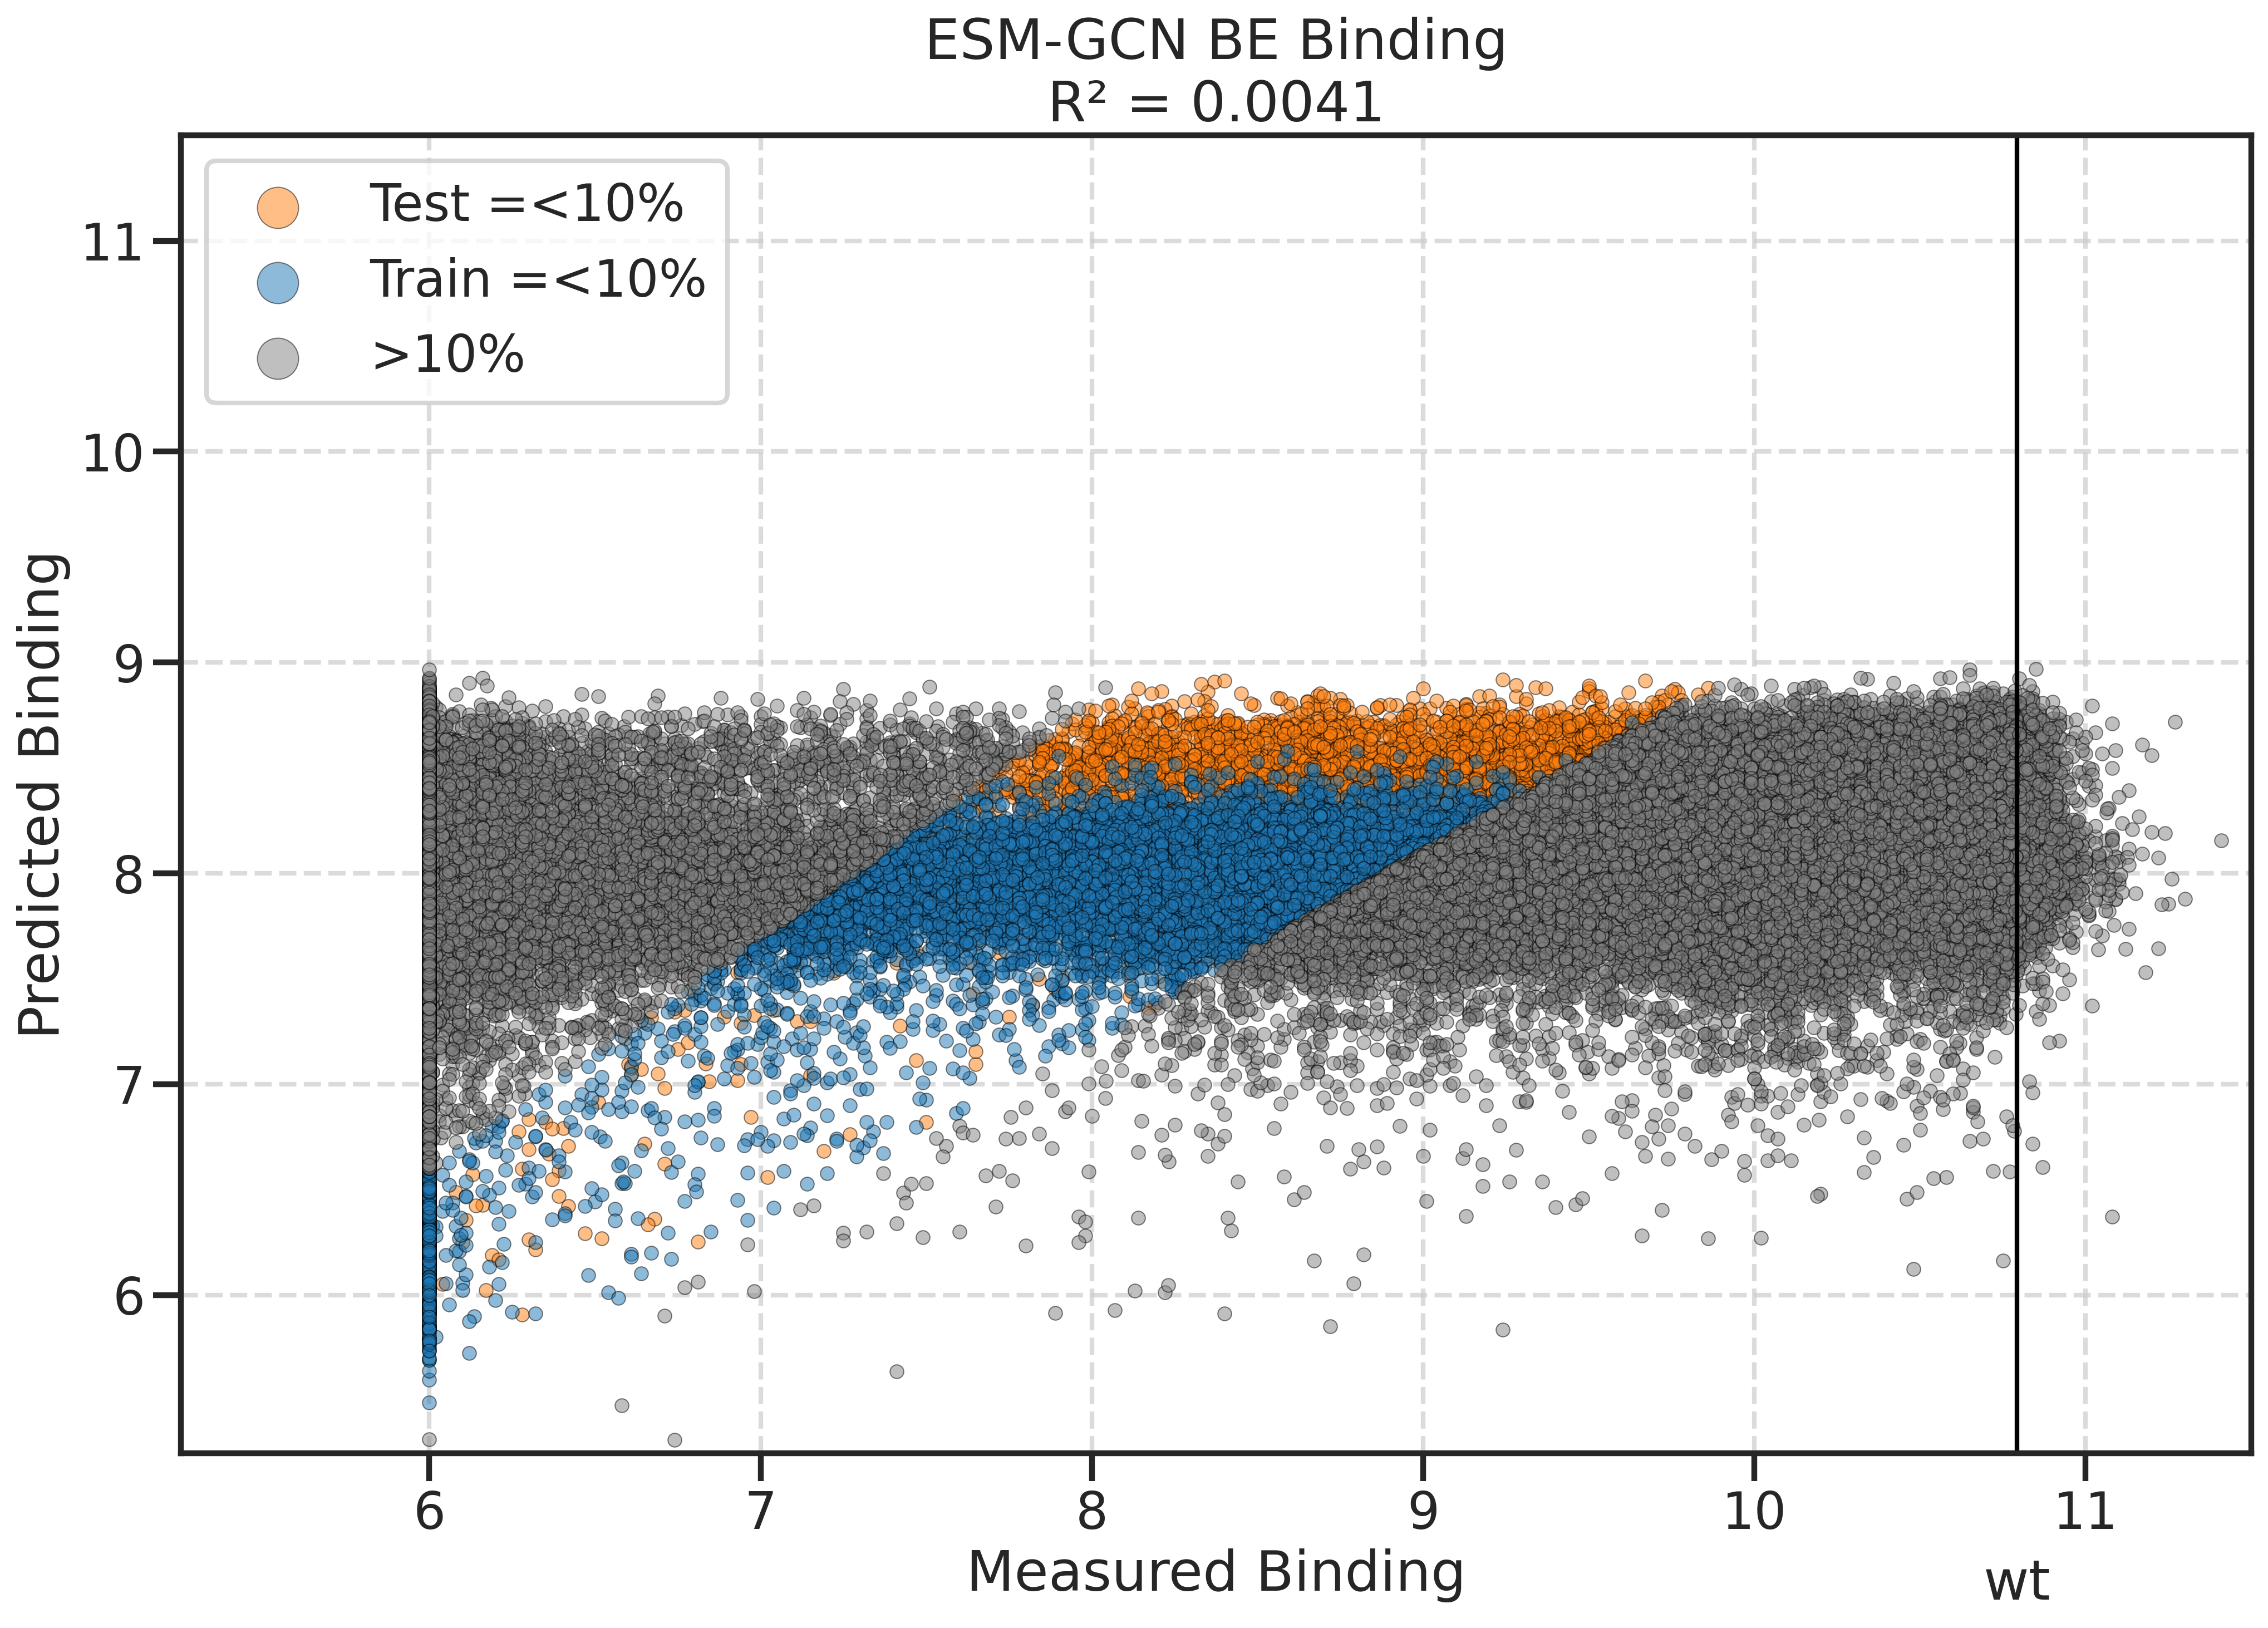 ESM-GCN BE Binding
R² = 0.0041
Test =<10%
Train =<10%
>10%
Predicted Binding
11
10
9
8
7
6
6 7 8 9 10 11
Measured Binding
wt